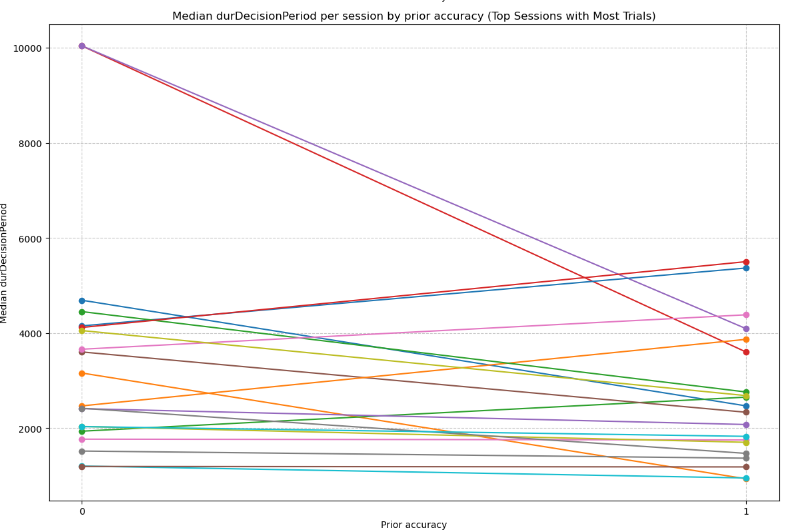 Median durDecisionPeriod per session by prior accuracy (Top Sessions with Most Trials)
10000
8000
6000
4000
2000
Median durDecisionPeriod
0
1
Prior accuracy